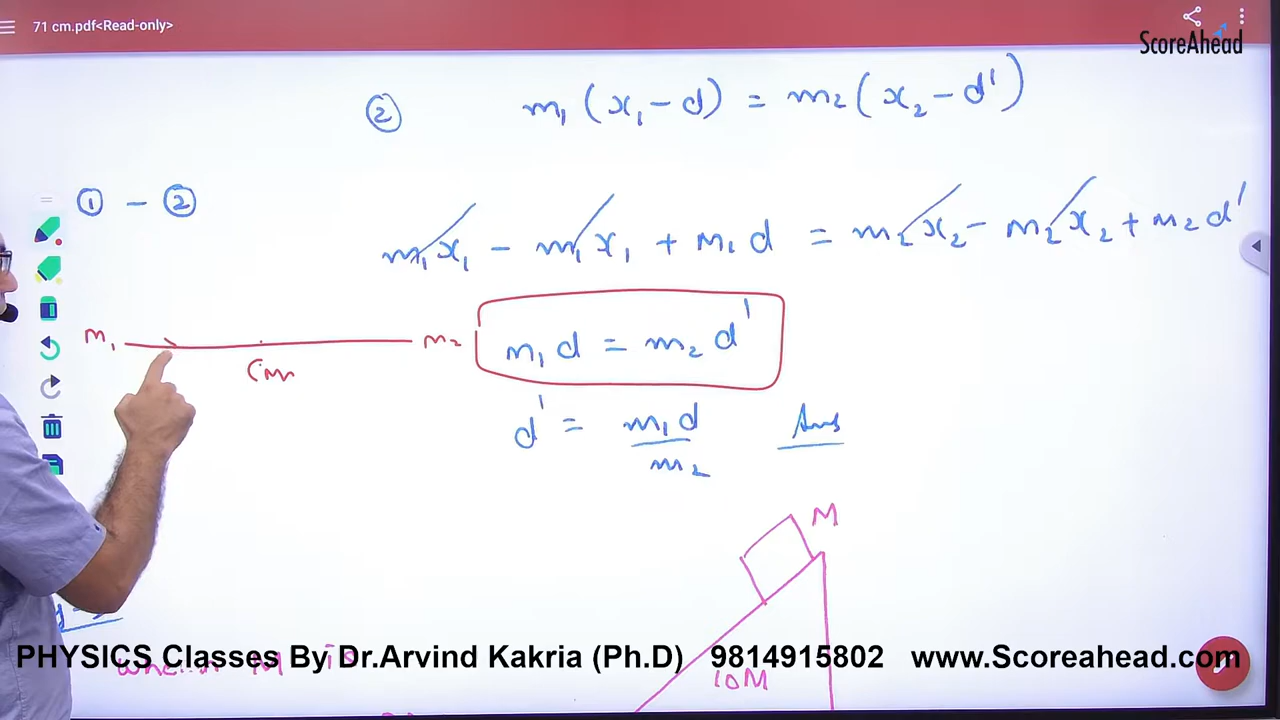 71 cm.pdf<Read-only>
ScoreAhead
② m₁ (x₁ - d) = m₂ (x₂ - d')
① - ②
m₁x₁ - m₁x₁ + m₁d = m₂x₂ - m₂x₂ + m₂d'
m₁ m₂
cm
m₁d = m₂d'
d' = m₁d / m₂ Ans
M
PHYSICS Classes By Dr.Arvind Kakria (Ph.D) 9814915802 www.Scoreahead.com
when M is
10M